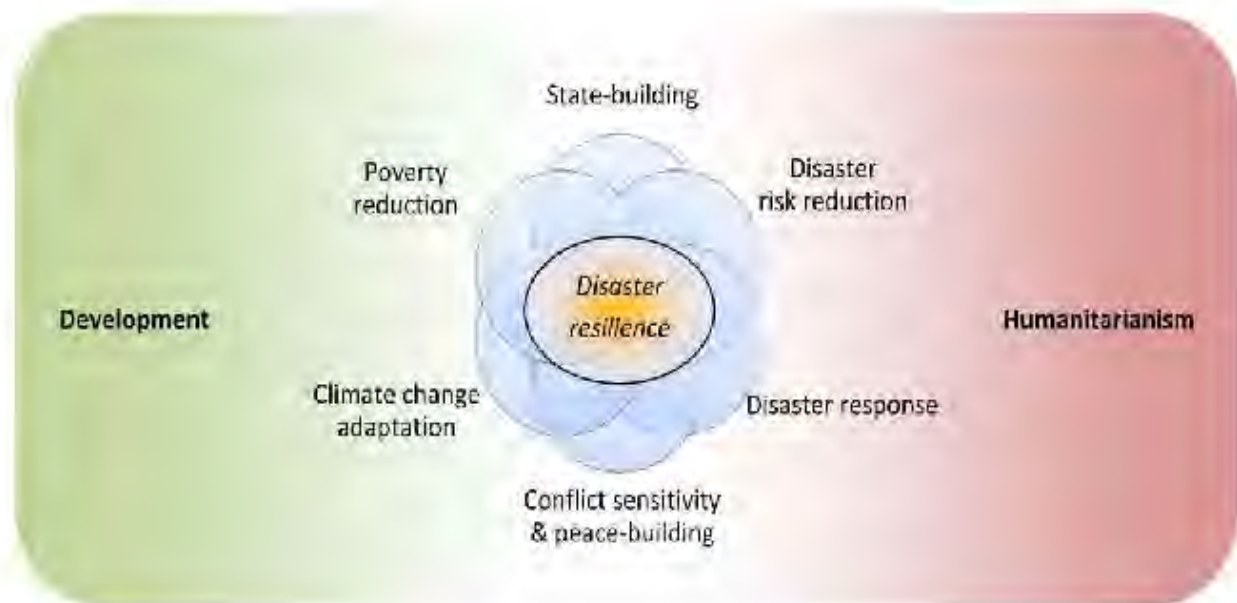 State-building
Poverty
reduction
Disaster
risk reduction
Disaster
resilience
Development
Humanitarianism
Climate change
adaptation
Disaster response
Conflict sensitivity
& peace-building